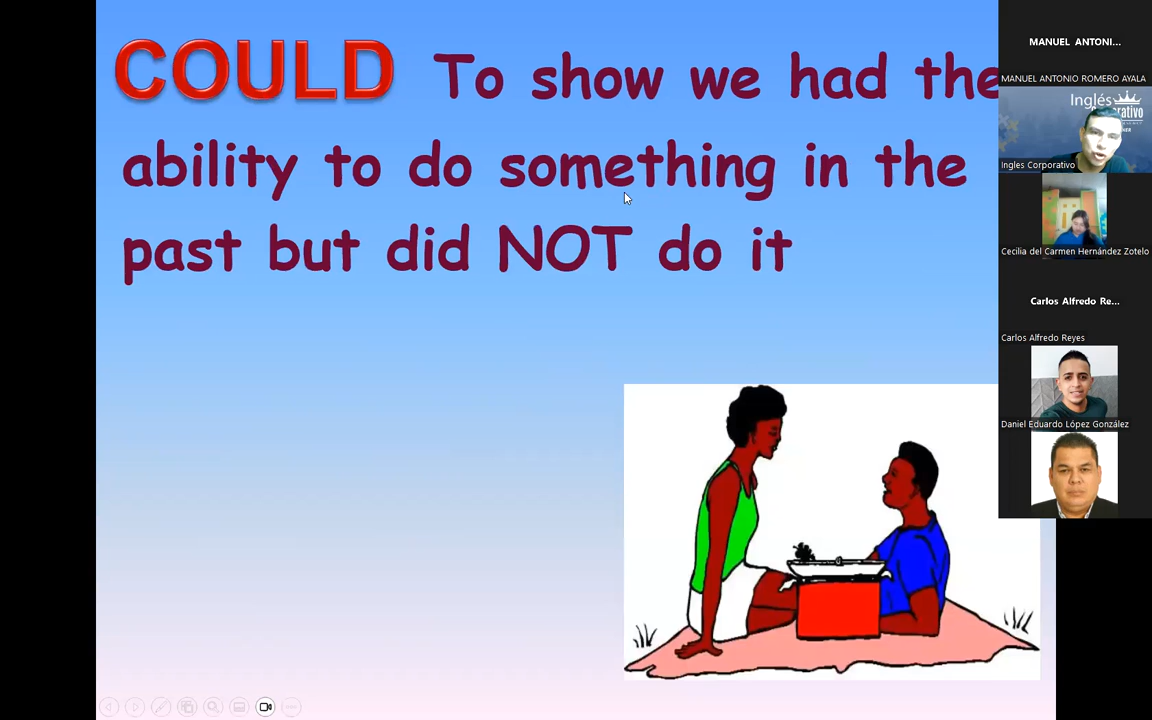 COULD To show we had the
ability to do something in the
past but did NOT do it
MANUEL ANTONI...
MANUEL ANTONIO ROMERO AYALA
Inglés
Ingles Corporativo
Cecilia del Carmen Hernández Zotelo
Carlos Alfredo Re...
Carlos Alfredo Reyes
Daniel Eduardo López González